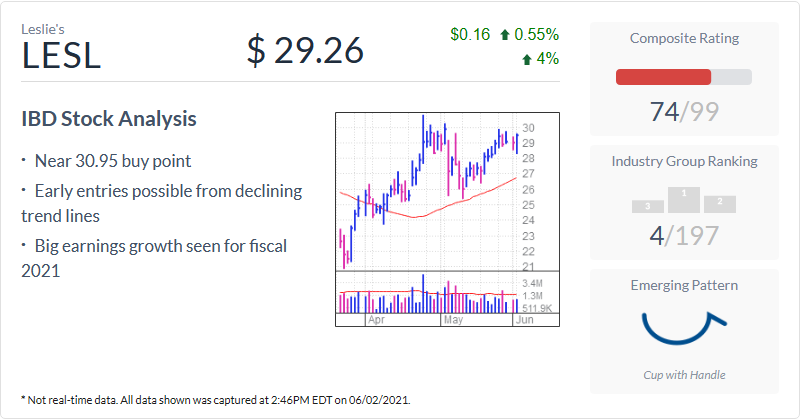 Leslie's
LESL
$ 29.26
$0.16 0.55%
4%
IBD Stock Analysis
· Near 30.95 buy point
· Early entries possible from declining
trend lines
· Big earnings growth seen for fiscal
2021
30
29
28
27
26
25
24
23
22
21
3.4M
1.3M
511.9K
Apr May Jun
Composite Rating
74/99
Industry Group Ranking
3 1 2
4/197
Emerging Pattern
Cup with Handle
* Not real-time data. All data shown was captured at 2:46PM EDT on 06/02/2021.